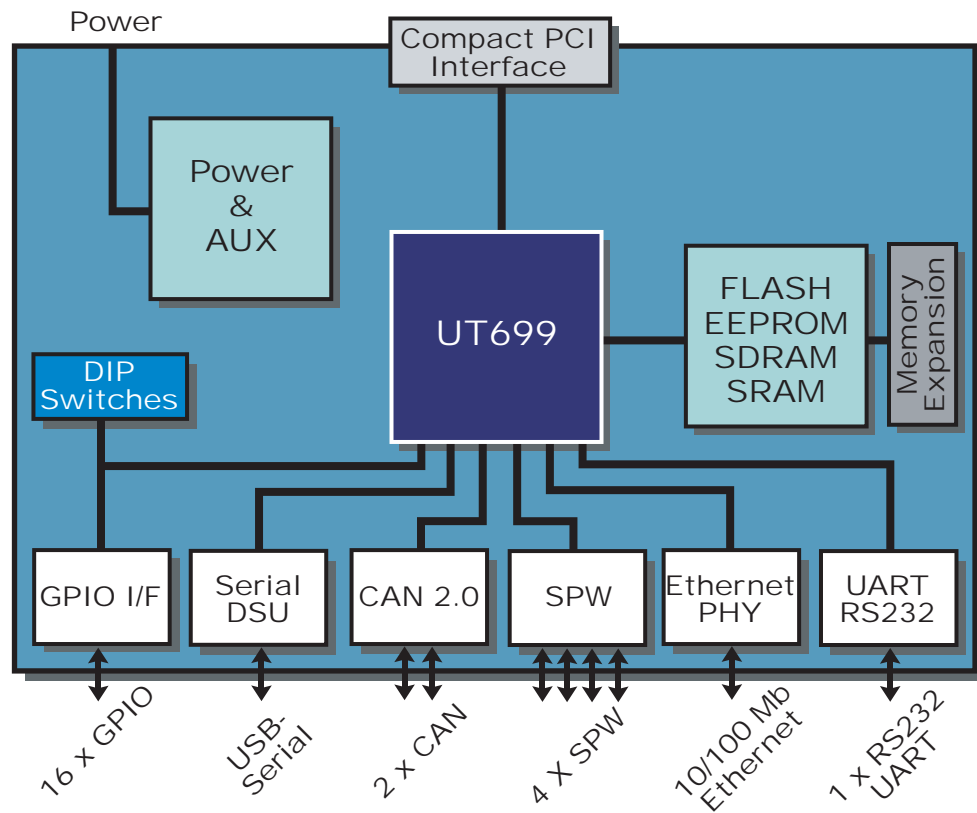 Power
Compact PCI
Interface
Power
&
AUX
UT699
FLASH
EEPROM
SDRAM
SRAM
Memory
Expansion
DIP
Switches
GPIO I/F
Serial
DSU
CAN 2.0
SPW
Ethernet
PHY
UART
RS232
16 x GPIO
USB-
Serial
2 x CAN
4 X SPW
10/100 Mb
Ethernet
1 x RS232
UART